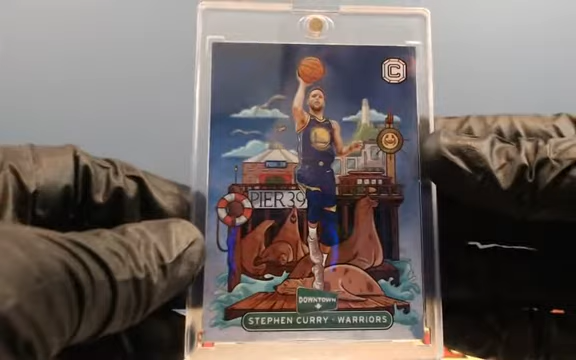 C
PIER 39
DOWNTOWN
STEPHEN CURRY · WARRIORS